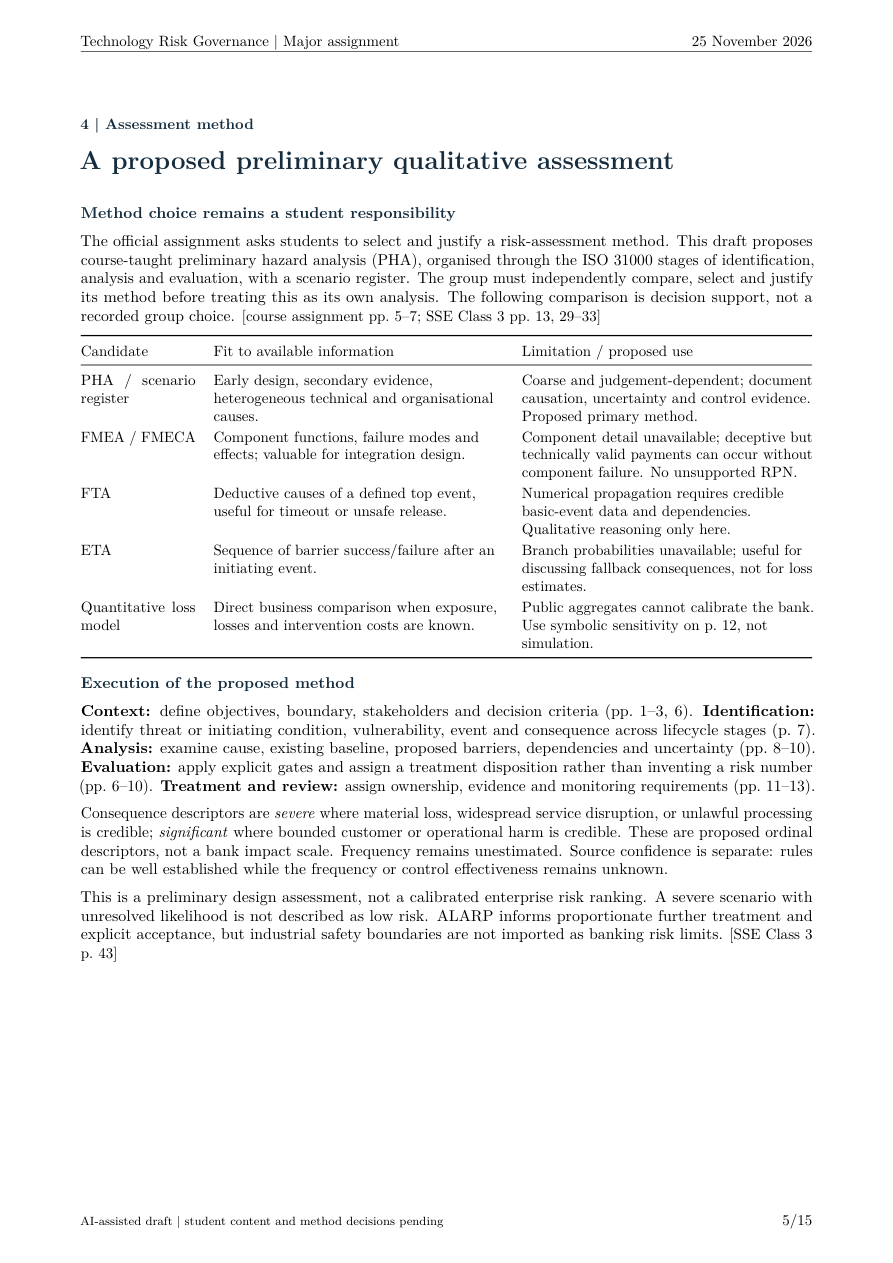 Technology Risk Governance | Major assignment 25 November 2026
4 | Assessment method
A proposed preliminary qualitative assessment
Method choice remains a student responsibility
The official assignment asks students to select and justify a risk-assessment method. This draft proposes
course-taught preliminary hazard analysis (PHA), organised through the ISO 31000 stages of identification,
analysis and evaluation, with a scenario register. The group must independently compare, select and justify
its method before treating this as its own analysis. The following comparison is decision support, not a
recorded group choice. [course assignment pp. 5–7; SSE Class 3 pp. 13, 29–33]
Candidate Fit to available information Limitation / proposed use
PHA / scenario Early design, secondary evidence, Coarse and judgement-dependent; document
register heterogeneous technical and organisational causation, uncertainty and control evidence.
causes. Proposed primary method.
FMEA / FMECA Component functions, failure modes and Component detail unavailable; deceptive but
effects; valuable for integration design. technically valid payments can occur without
component failure. No unsupported RPN.
FTA Deductive causes of a defined top event, Numerical propagation requires credible
useful for timeout or unsafe release. basic-event data and dependencies.
Qualitative reasoning only here.
ETA Sequence of barrier success/failure after an Branch probabilities unavailable; useful for
initiating event. discussing fallback consequences, not for loss
estimates.
Quantitative loss Direct business comparison when exposure, Public aggregates cannot calibrate the bank.
model losses and intervention costs are known. Use symbolic sensitivity on p. 12, not
simulation.
Execution of the proposed method
Context: define objectives, boundary, stakeholders and decision criteria (pp. 1–3, 6). Identification:
identify threat or initiating condition, vulnerability, event and consequence across lifecycle stages (p. 7).
Analysis: examine cause, existing baseline, proposed barriers, dependencies and uncertainty (pp. 8–10).
Evaluation: apply explicit gates and assign a treatment disposition rather than inventing a risk number
(pp. 6–10). Treatment and review: assign ownership, evidence and monitoring requirements (pp. 11–13).
Consequence descriptors are severe where material loss, widespread service disruption, or unlawful processing
is credible; significant where bounded customer or operational harm is credible. These are proposed ordinal
descriptors, not a bank impact scale. Frequency remains unestimated. Source confidence is separate: rules
can be well established while the frequency or control effectiveness remains unknown.
This is a preliminary design assessment, not a calibrated enterprise risk ranking. A severe scenario with
unresolved likelihood is not described as low risk. ALARP informs proportionate further treatment and
explicit acceptance, but industrial safety boundaries are not imported as banking risk limits. [SSE Class 3
p. 43]
AI-assisted draft | student content and method decisions pending 5/15